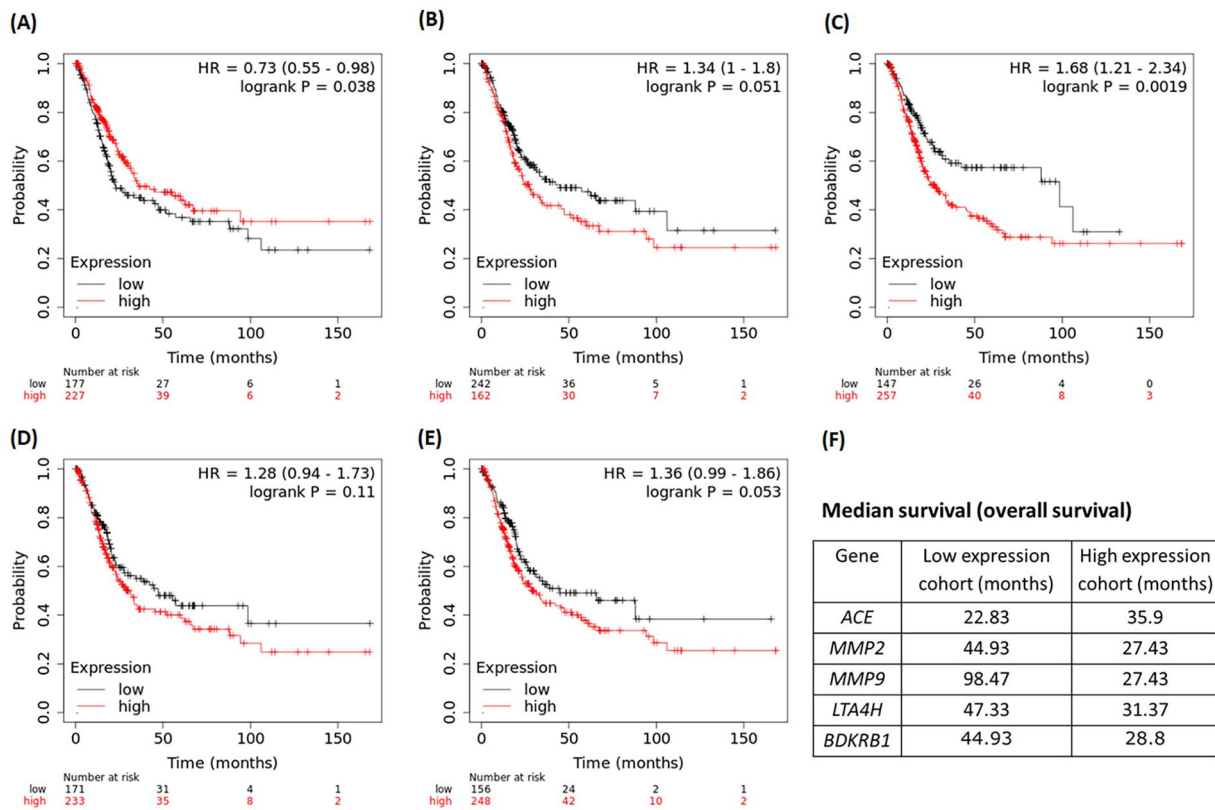 (A)
HR = 0.73 (0.55 - 0.98)
logrank P = 0.038
Probability
1.0
0.8
0.6
0.4
0.2
0.0
Expression
low
high
0 50 100 150
Time (months)
Number at risk
low 177 27 6 1
high 227 39 6 2
(B)
HR = 1.34 (1 - 1.8)
logrank P = 0.051
Probability
1.0
0.8
0.6
0.4
0.2
0.0
Expression
low
high
0 50 100 150
Time (months)
Number at risk
low 242 36 5 1
high 162 30 7 2
(C)
HR = 1.68 (1.21 - 2.34)
logrank P = 0.0019
Probability
1.0
0.8
0.6
0.4
0.2
0.0
Expression
low
high
0 50 100 150
Time (months)
Number at risk
low 147 26 4 0
high 257 40 8 3
(D)
HR = 1.28 (0.94 - 1.73)
logrank P = 0.11
Probability
1.0
0.8
0.6
0.4
0.2
0.0
Expression
low
high
0 50 100 150
Time (months)
Number at risk
low 171 31 4 1
high 233 35 8 2
(E)
HR = 1.36 (0.99 - 1.86)
logrank P = 0.053
Probability
1.0
0.8
0.6
0.4
0.2
0.0
Expression
low
high
0 50 100 150
Time (months)
Number at risk
low 156 24 2 1
high 248 42 10 2
(F)
Median survival (overall survival)
Gene Low expression cohort (months) High expression cohort (months)
ACE 22.83 35.9
MMP2 44.93 27.43
MMP9 98.47 27.43
LTA4H 47.33 31.37
BDKRB1 44.93 28.8